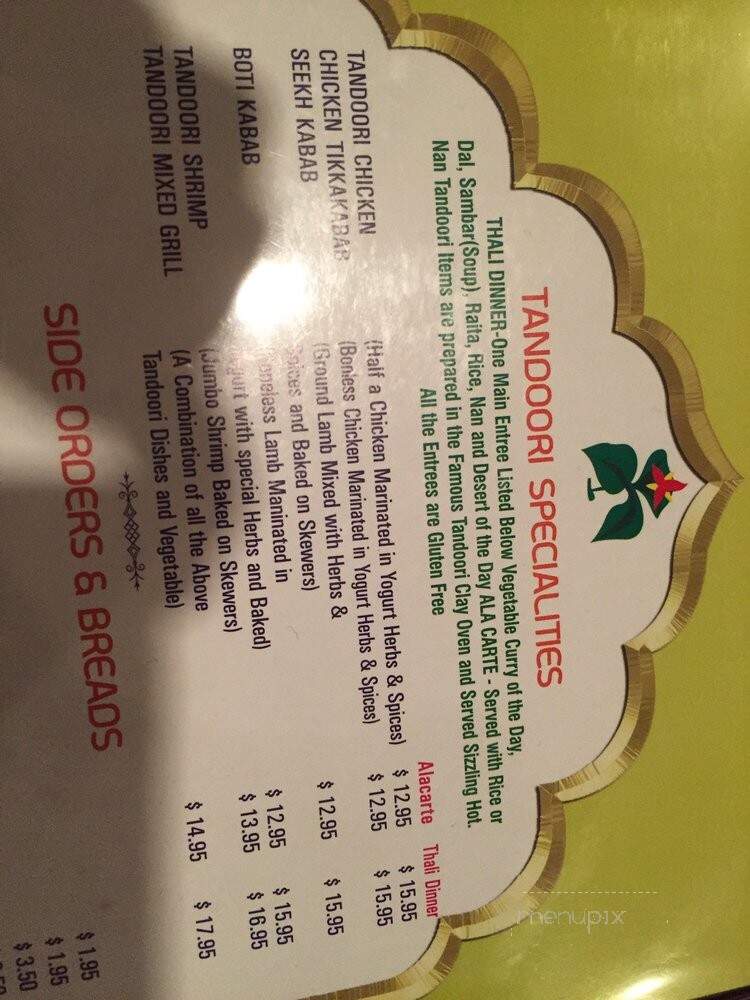 TANDOORI SPECIALITIES
THALI DINNER-One Main Entree Listed Below Vegetable Curry of the Day,
Dal, Sambar(Soup), Raita, Rice, Nan and Desert of the Day ALA CARTE - Served with Rice or
Nan Tandoori Items are prepared in the Famous Tandoori Clay Oven and Served Sizzling Hot.
All the Entrees are Gluten Free
Alacarte Thali Dinner
TANDOORI CHICKEN (Half a Chicken Marinated in Yogurt Herbs & Spices) $ 12.95 $ 15.95
CHICKEN TIKKAKABAB (Bonless Chicken Marinated in Yogurt Herbs & Spices) $ 12.95 $ 15.95
SEEKH KABAB (Ground Lamb Mixed with Herbs &
Spices and Baked on Skewers) $ 12.95 $ 15.95
BOTI KABAB Boneless Lamb Maninated in
Yogurt with special Herbs and Baked) $ 12.95 $ 15.95
TANDOORI SHRIMP (Jumbo Shrimp Baked on Skewers) $ 13.95 $ 16.95
TANDOORI MIXED GRILL (A Combination of all the Above
Tandoori Dishes and Vegetable) $ 14.95 $ 17.95
SIDE ORDERS & BREADS
$ 1.95
$ 1.95
$ 3.50
menupix